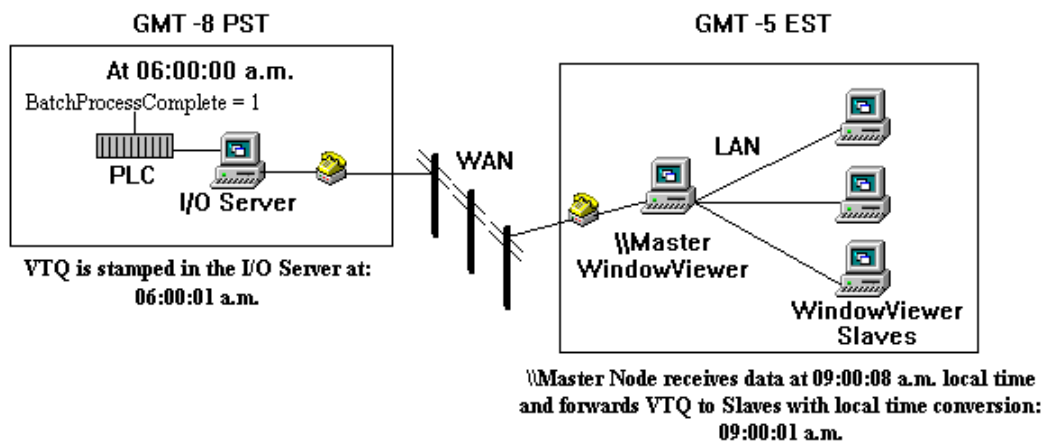 GMT -8 PST
GMT -5 EST
At 06:00:00 a.m.
BatchProcessComplete = 1
PLC
I/O Server
WAN
LAN
\\Master
WindowViewer
WindowViewer
Slaves
VTQ is stamped in the I/O Server at:
06:00:01 a.m.
\\Master Node receives data at 09:00:08 a.m. local time
and forwards VTQ to Slaves with local time conversion:
09:00:01 a.m.